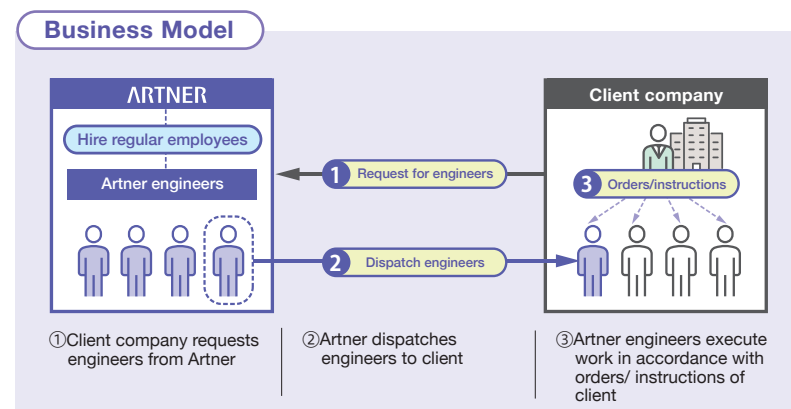 Business Model
ARTNER
Hire regular employees
Artner engineers
1 Request for engineers
2 Dispatch engineers
Client company
3 Orders/instructions
①Client company requests
engineers from Artner
②Artner dispatches
engineers to client
③Artner engineers execute
work in accordance with
orders/ instructions of
client